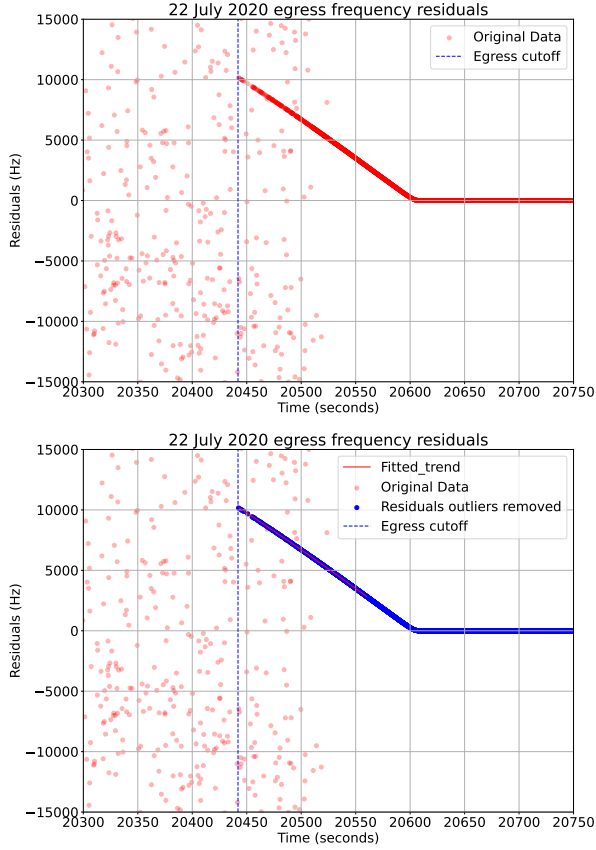 22 July 2020 egress frequency residuals
Original Data
Egress cutoff
15000
10000
5000
0
−5000
−10000
−15000
Residuals (Hz)
20300 20350 20400 20450 20500 20550 20600 20650 20700 20750
Time (seconds)
22 July 2020 egress frequency residuals
Fitted_trend
Original Data
Residuals outliers removed
Egress cutoff
15000
10000
5000
0
−5000
−10000
−15000
Residuals (Hz)
20300 20350 20400 20450 20500 20550 20600 20650 20700 20750
Time (seconds)